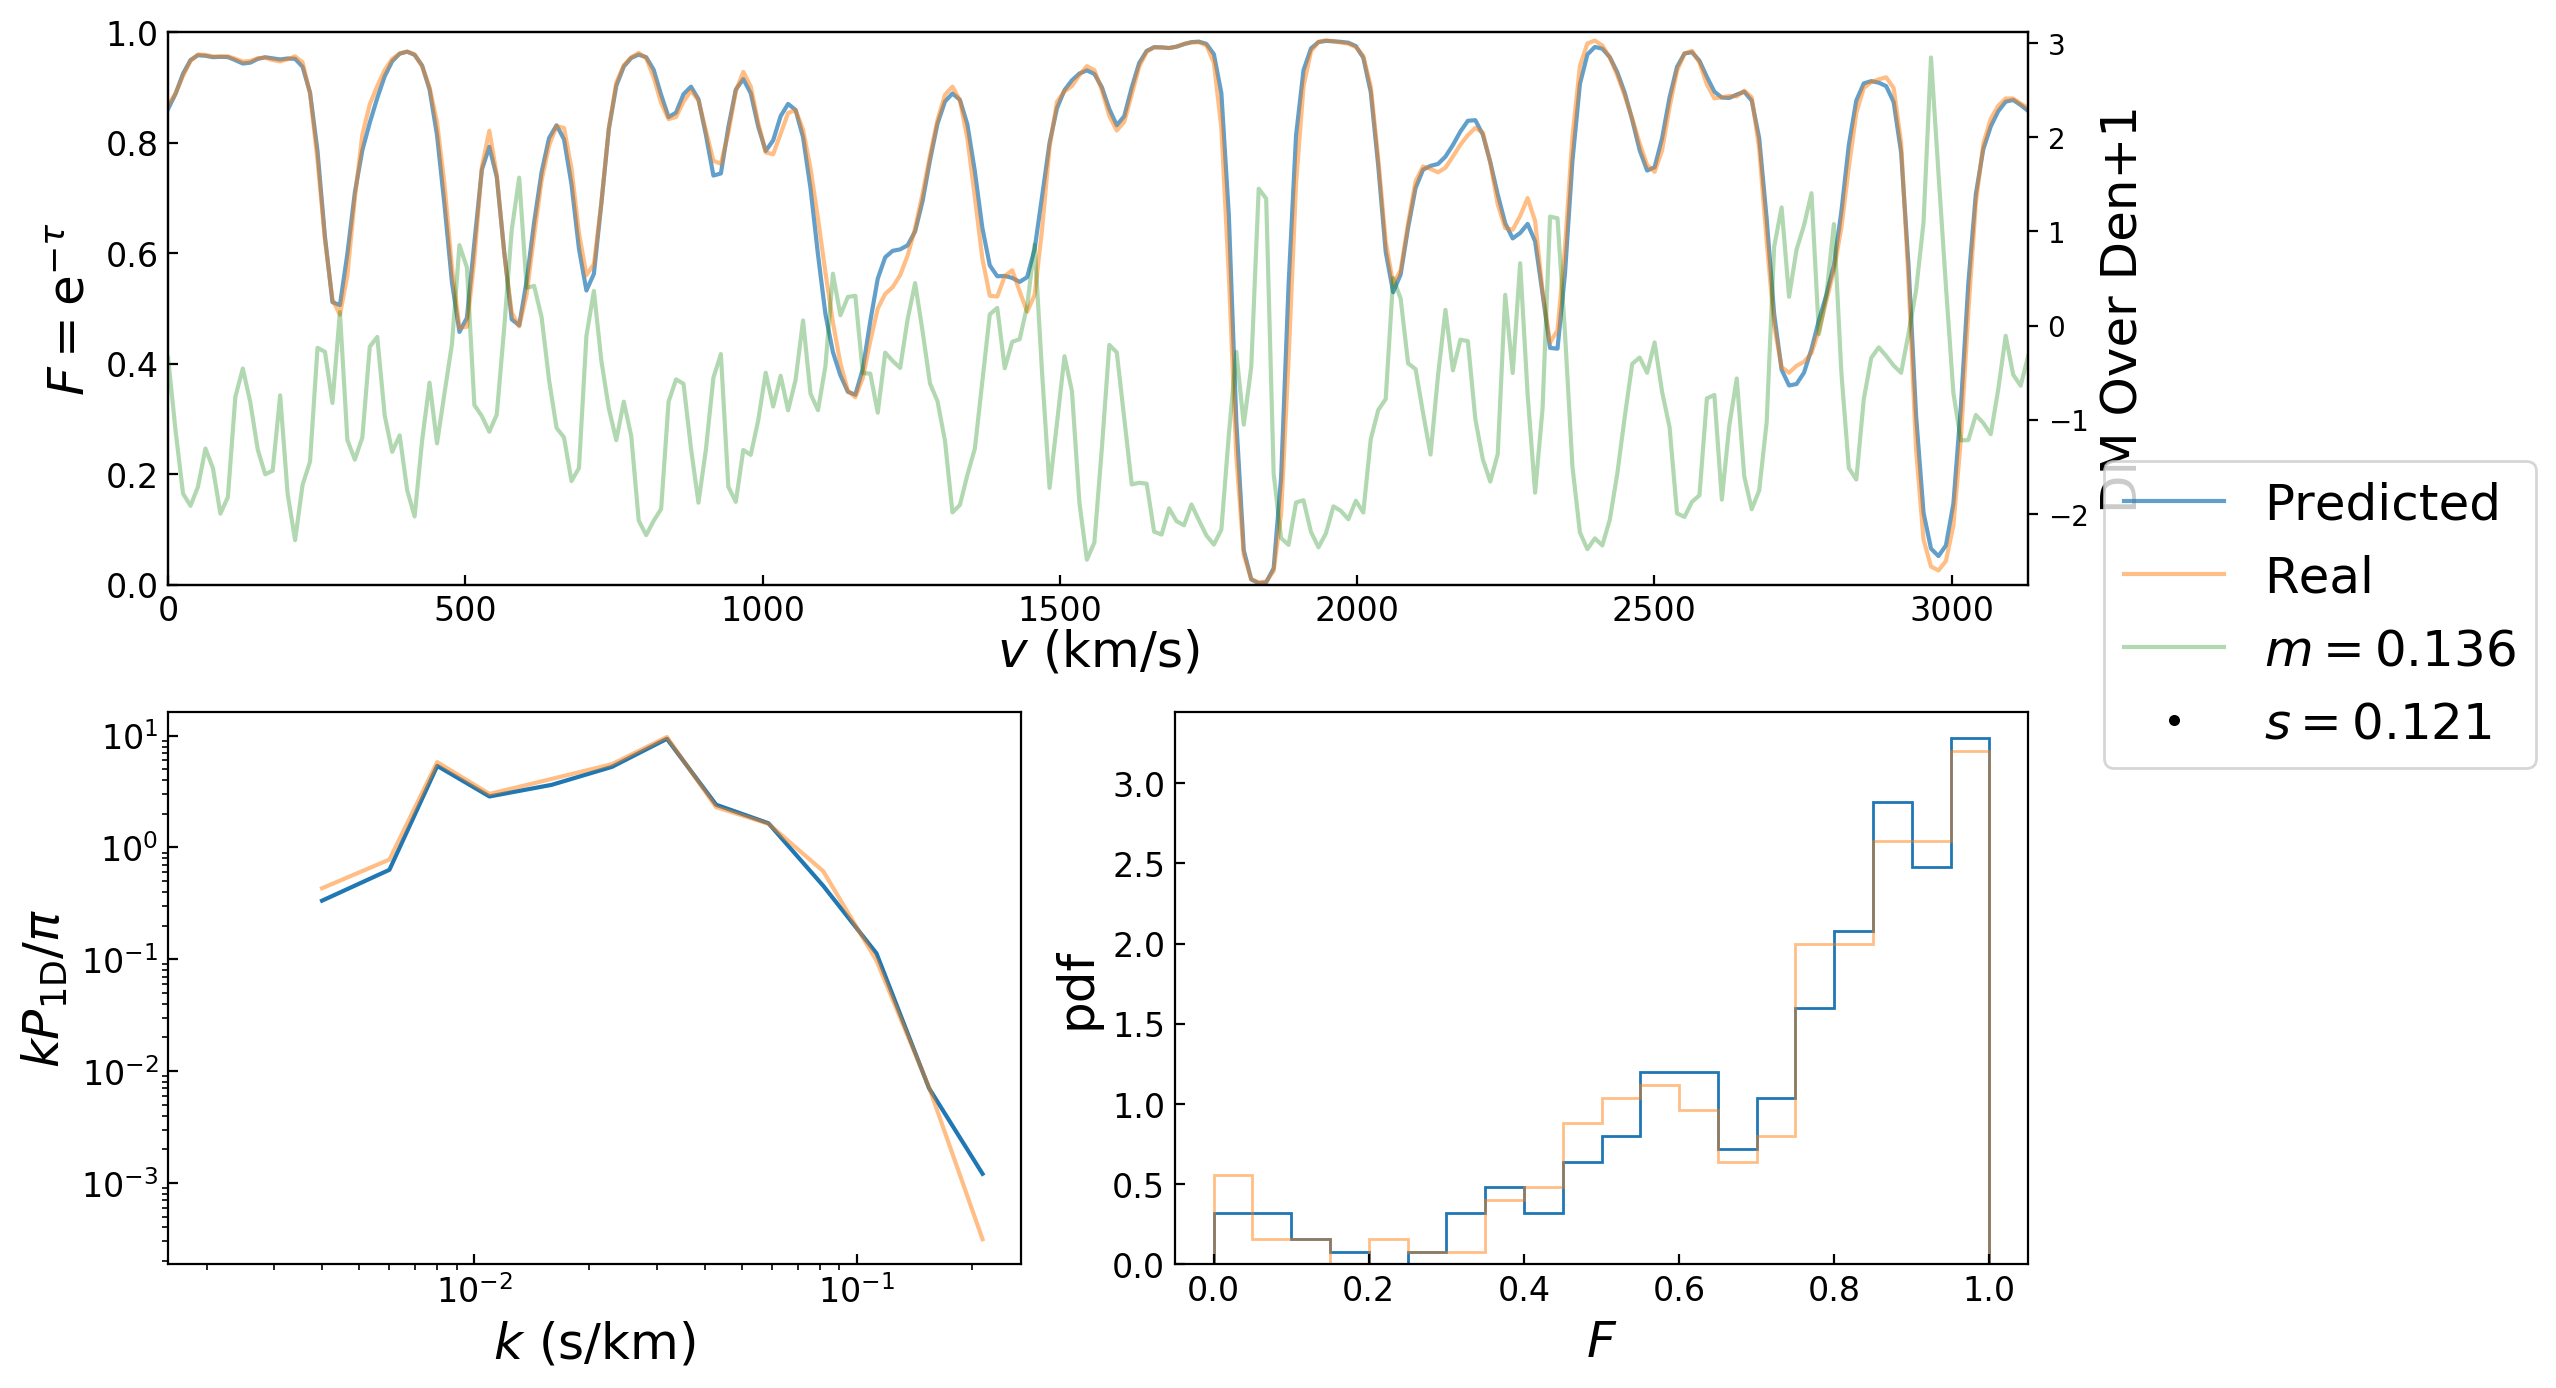 1.0
0.8
0.6
0.4
0.2
0.0
F = e^{−τ}
3
2
1
0
−1
−2
DM Over Den+1
0 500 1000 1500 2000 2500 3000
v (km/s)
Predicted
Real
m = 0.136
s = 0.121
10^1
10^0
10^{−1}
10^{−2}
10^{−3}
kP_{1D}/π
10^{−2} 10^{−1}
k (s/km)
3.0
2.5
2.0
1.5
1.0
0.5
0.0
pdf
0.0 0.2 0.4 0.6 0.8 1.0
F